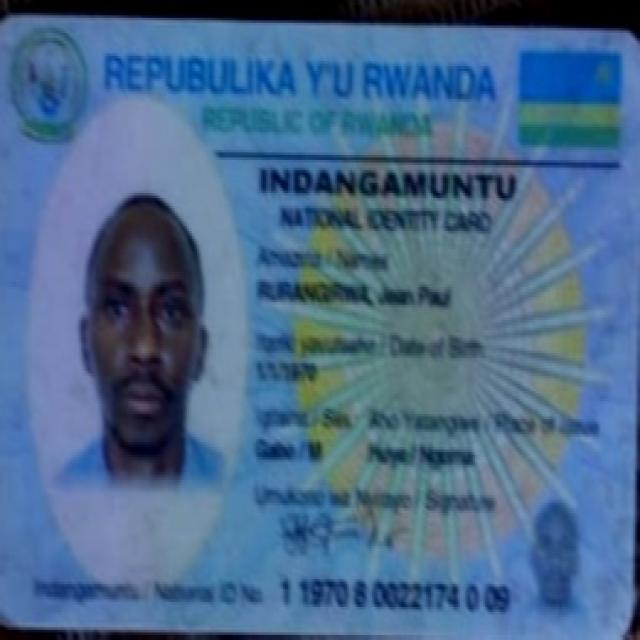 REPUBULIKA Y'U RWANDA
REPUBLIC OF RWANDA
INDANGAMUNTU
NATIONAL IDENTITY CARD
Amazina / Names
RURANGIRWA, Jean Paul
Itariki yavutseho / Date of Birth
1/1/1970
Igitsina / Sex Aho Yatangiwe / Place of Issue
Gabo / M Huye / Ngoma
Umukono wa Nyirayo / Signature
Indangamuntu / National ID No. 1 1970 8 0022174 0 09